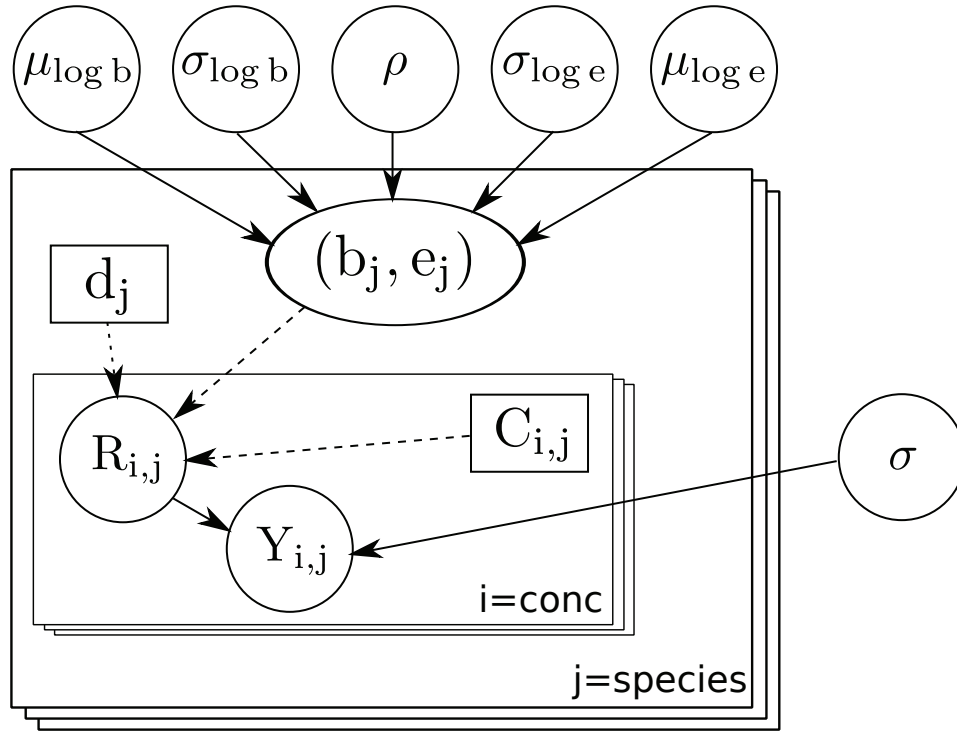 μ_log b σ_log b ρ σ_log e μ_log e
(b_j, e_j)
d_j
C_i,j
R_i,j
σ
Y_i,j
i=conc
j=species